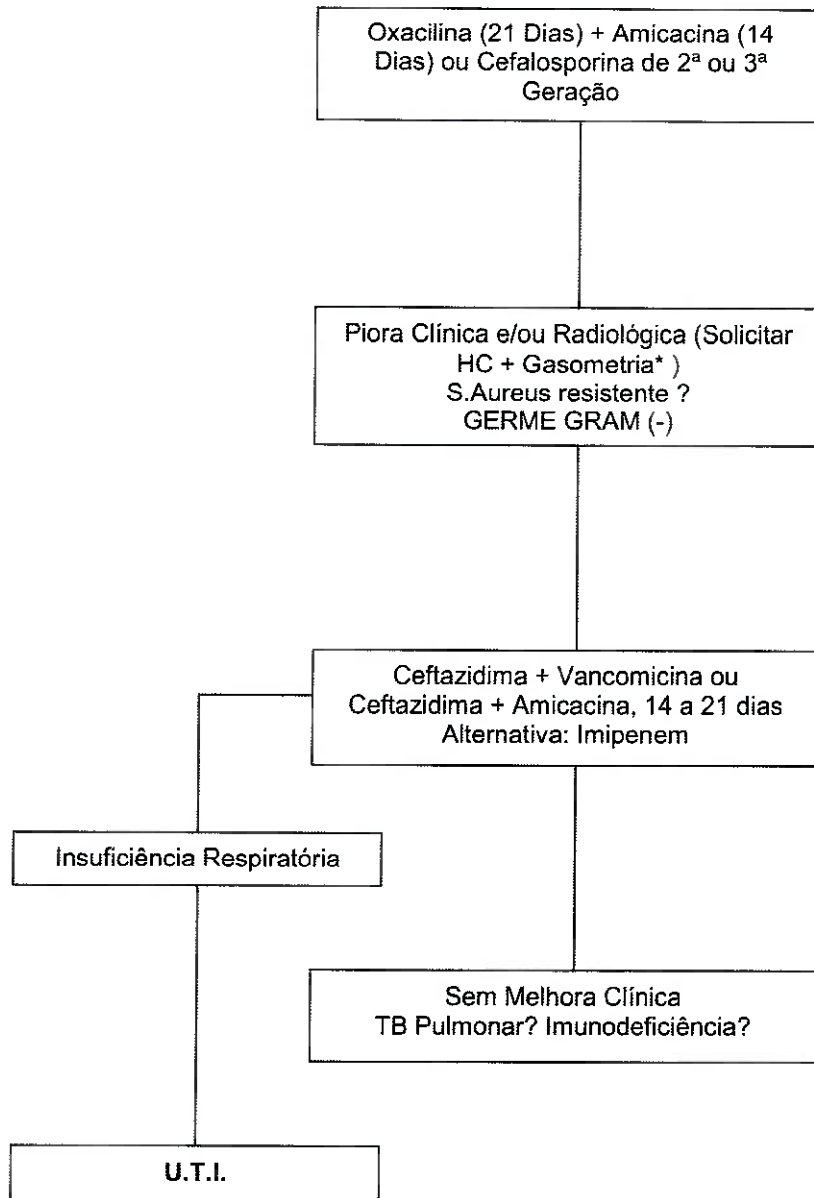 Oxacilina (21 Dias) + Amicacina (14
Dias) ou Cefalosporina de 2ª ou 3ª
Geração
Piora Clínica e/ou Radiológica (Solicitar
HC + Gasometria* )
S.Aureus resistente ?
GERME GRAM (-)
Ceftazidima + Vancomicina ou
Ceftazidima + Amicacina, 14 a 21 dias
Alternativa: Imipenem
Insuficiência Respiratória
Sem Melhora Clínica
TB Pulmonar? Imunodeficiência?
U.T.I.